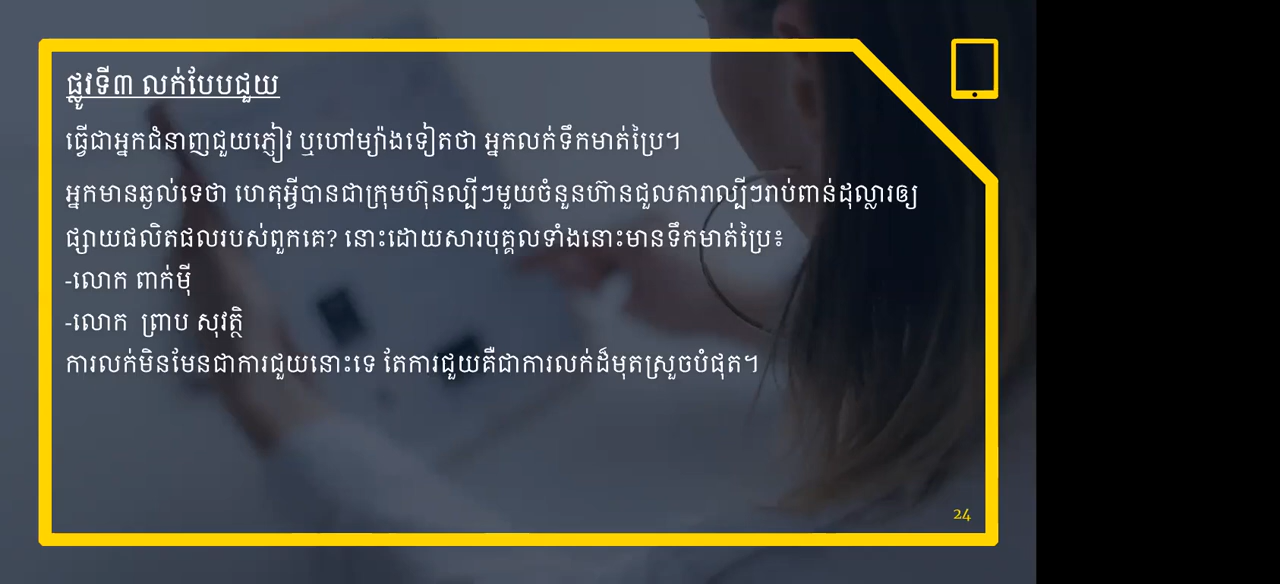 ផ្លូវទី៣ លក់បែបជួយ
ធ្វើជាអ្នកជំនាញជួយភ្ញៀវ ឬហៅម្យ៉ាងទៀតថា អ្នកលក់ទឹកមាត់ប្រៃ។
អ្នកមានឆ្ងល់ទេថា ហេតុអ្វីបានជាក្រុមហ៊ុនល្បីៗមួយចំនួនហ៊ានជួលតារាល្បីៗរាប់ពាន់ដុល្លារឲ្យ
ផ្សាយផលិតផលរបស់ពួកគេ? នោះដោយសារបុគ្គលទាំងនោះមានទឹកមាត់ប្រៃ៖
-លោក ពាក់ម៉ី
-លោក  ព្រាប សុវត្ថិ
ការលក់មិនមែនជាការជួយនោះទេ តែការជួយគឺជាការលក់ដ៏មុតស្រួចបំផុត។
24